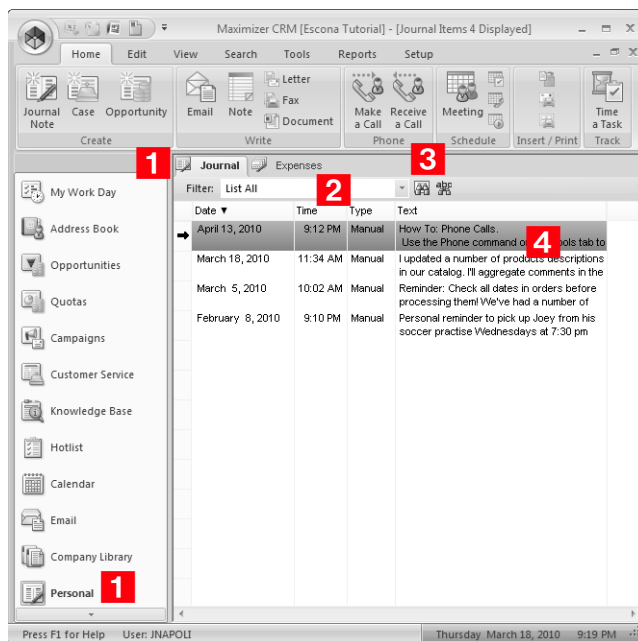 Maximizer CRM [Escona Tutorial] - [Journal Items 4 Displayed]
Home Edit View Search Tools Reports Setup
Journal Note
Case
Opportunity
Create
Email
Note
Letter
Fax
Document
Write
Make a Call
Receive a Call
Phone
Meeting
Schedule
Insert / Print
Time a Task
Track
1
Journal Expenses
3
Filter: List All
2
abc
My Work Day
Address Book
Opportunities
Quotas
Campaigns
Customer Service
Knowledge Base
Hotlist
Calendar
Email
Company Library
Personal
1
Date Time Type Text
April 13, 2010 9:12 PM Manual How To: Phone Calls.
Use the Phone command ools tab to
4
March 18, 2010 11:34 AM Manual I updated a number of products descriptions
in our catalog. I'll aggregate comments in the
March 5, 2010 10:02 AM Manual Reminder: Check all dates in orders before
processing them! We've had a number of
February 8, 2010 9:10 PM Manual Personal reminder to pick up Joey from his
soccer practise Wednesdays at 7:30 pm
Press F1 for Help User: JNAPOLI Thursday March 18, 2010 9:19 PM